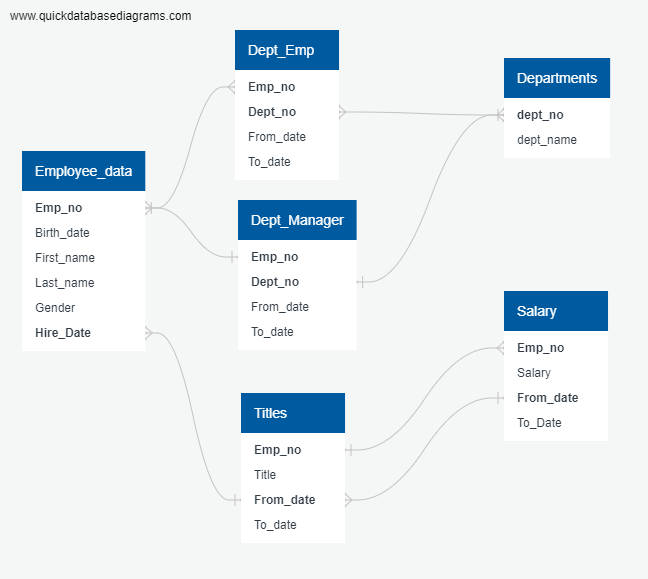 www.quickdatabasediagrams.com
Dept_Emp
Emp_no
Dept_no
From_date
To_date
Departments
dept_no
dept_name
Employee_data
Emp_no
Birth_date
First_name
Last_name
Gender
Hire_Date
Dept_Manager
Emp_no
Dept_no
From_date
To_date
Salary
Emp_no
Salary
From_date
To_Date
Titles
Emp_no
Title
From_date
To_date